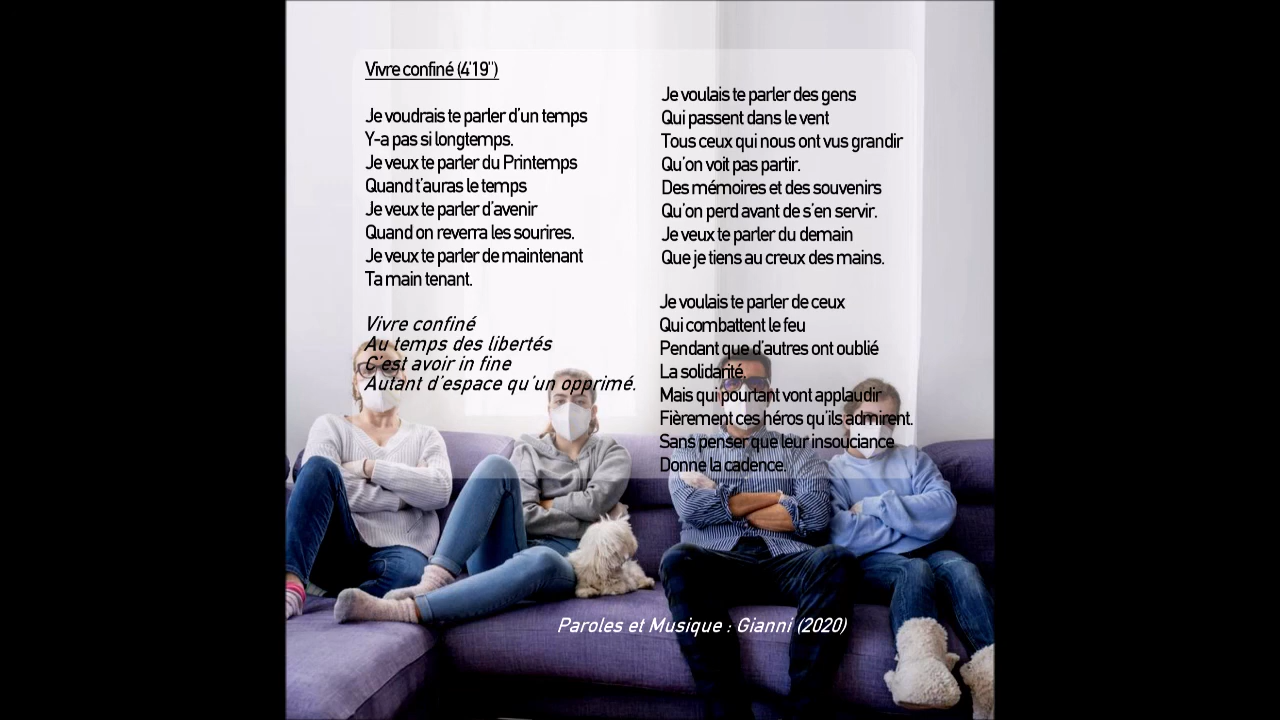 Vivre confiné (4'19'')
Je voudrais te parler d'un temps
Y-a pas si longtemps.
Je veux te parler du Printemps
Quand t'auras le temps
Je veux te parler d'avenir
Quand on reverra les sourires.
Je veux te parler de maintenant
Ta main tenant.
Vivre confiné
Au temps des libertés
C'est avoir in fine
Autant d'espace qu'un opprimé.
Je voulais te parler des gens
Qui passent dans le vent
Tous ceux qui nous ont vus grandir
Qu'on voit pas partir.
Des mémoires et des souvenirs
Qu'on perd avant de s'en servir.
Je veux te parler du demain
Que je tiens au creux des mains.
Je voulais te parler de ceux
Qui combattent le feu
Pendant que d'autres ont oublié
La solidarité.
Mais qui pourtant vont applaudir
Fièrement ces héros qu'ils admirent.
Sans penser que leur insouciance
Donne la cadence.
Paroles et Musique : Gianni (2020)